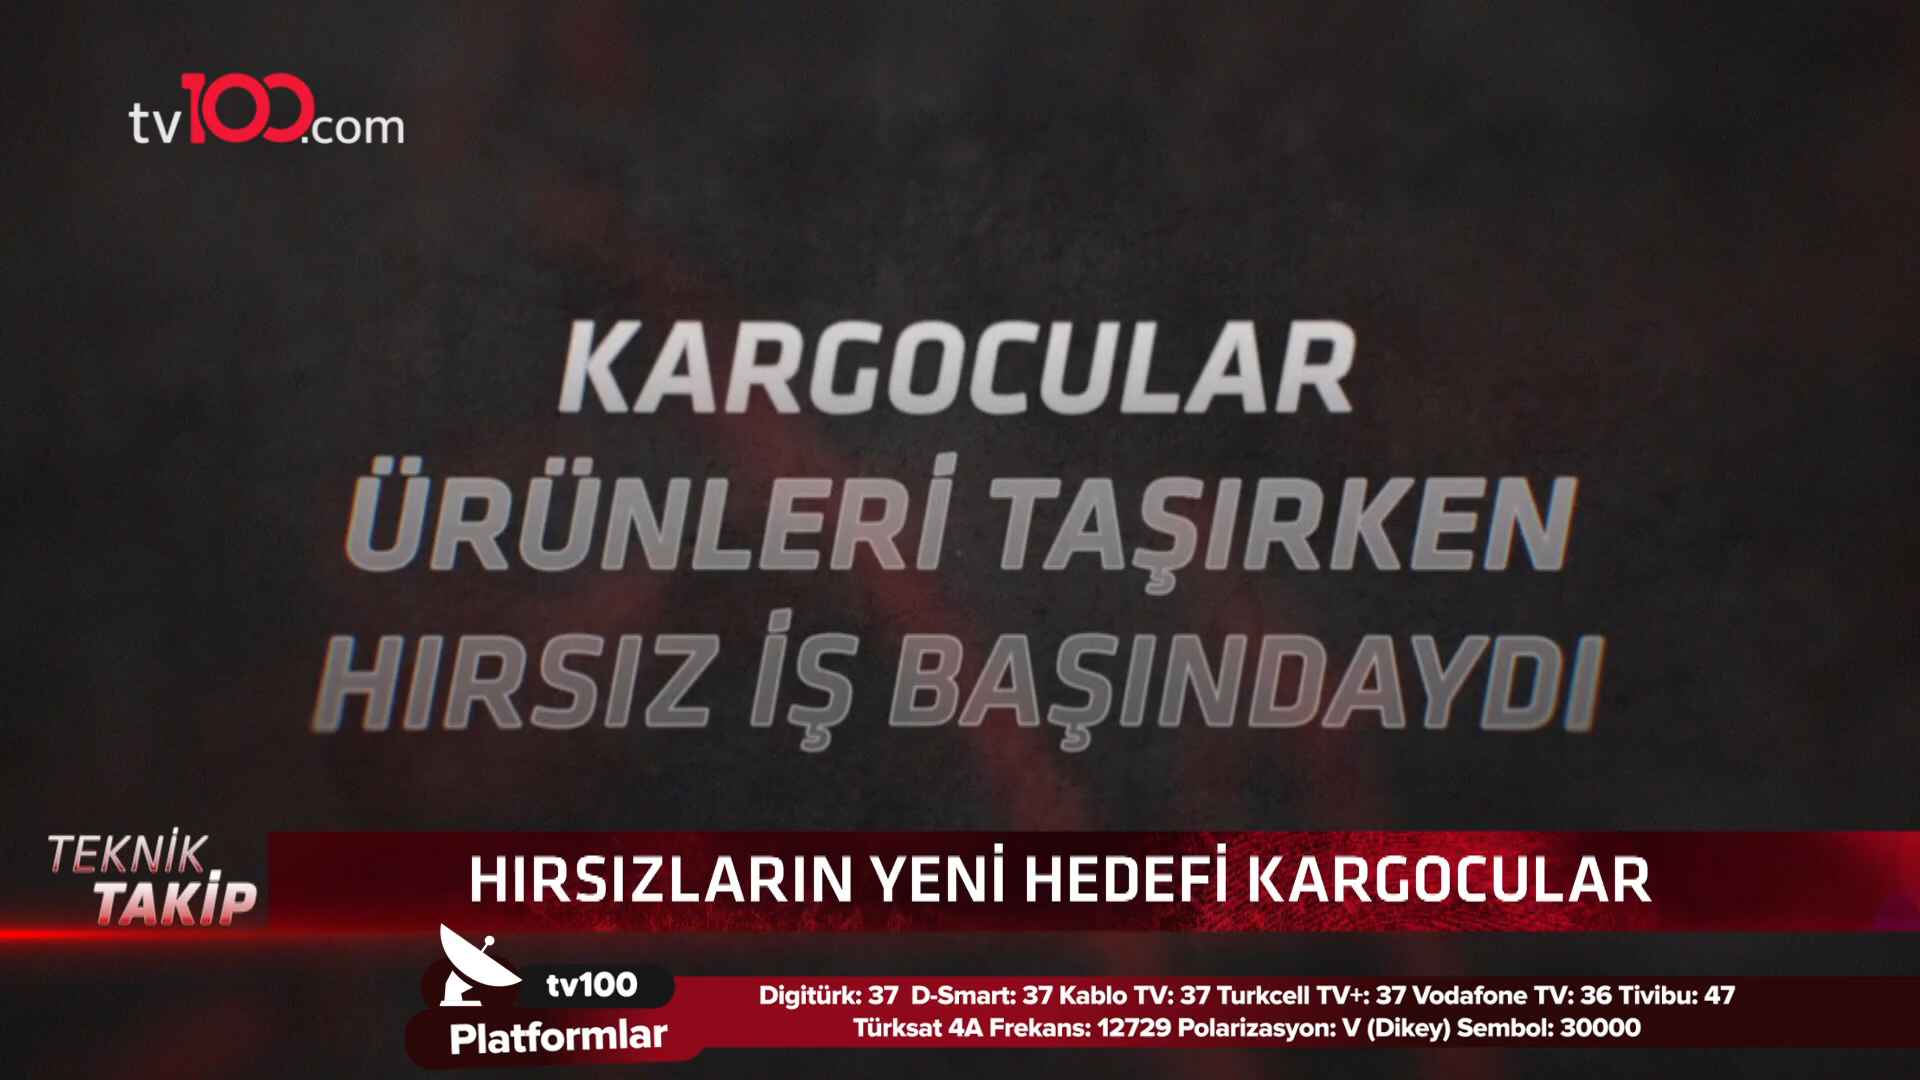 tv100.com
KARGOCULAR
ÜRÜNLERİ TAŞIRKEN
HIRSIZ İŞ BAŞINDAYDI
TEKNİK
TAKİP
HIRSIZLARIN YENİ HEDEFİ KARGOCULAR
tv100
Platformlar
Digitürk: 37 D-Smart: 37 Kablo TV: 37 Turkcell TV+: 37 Vodafone TV: 36 Tivibu: 47
Türksat 4A Frekans: 12729 Polarizasyon: V (Dikey) Sembol: 30000